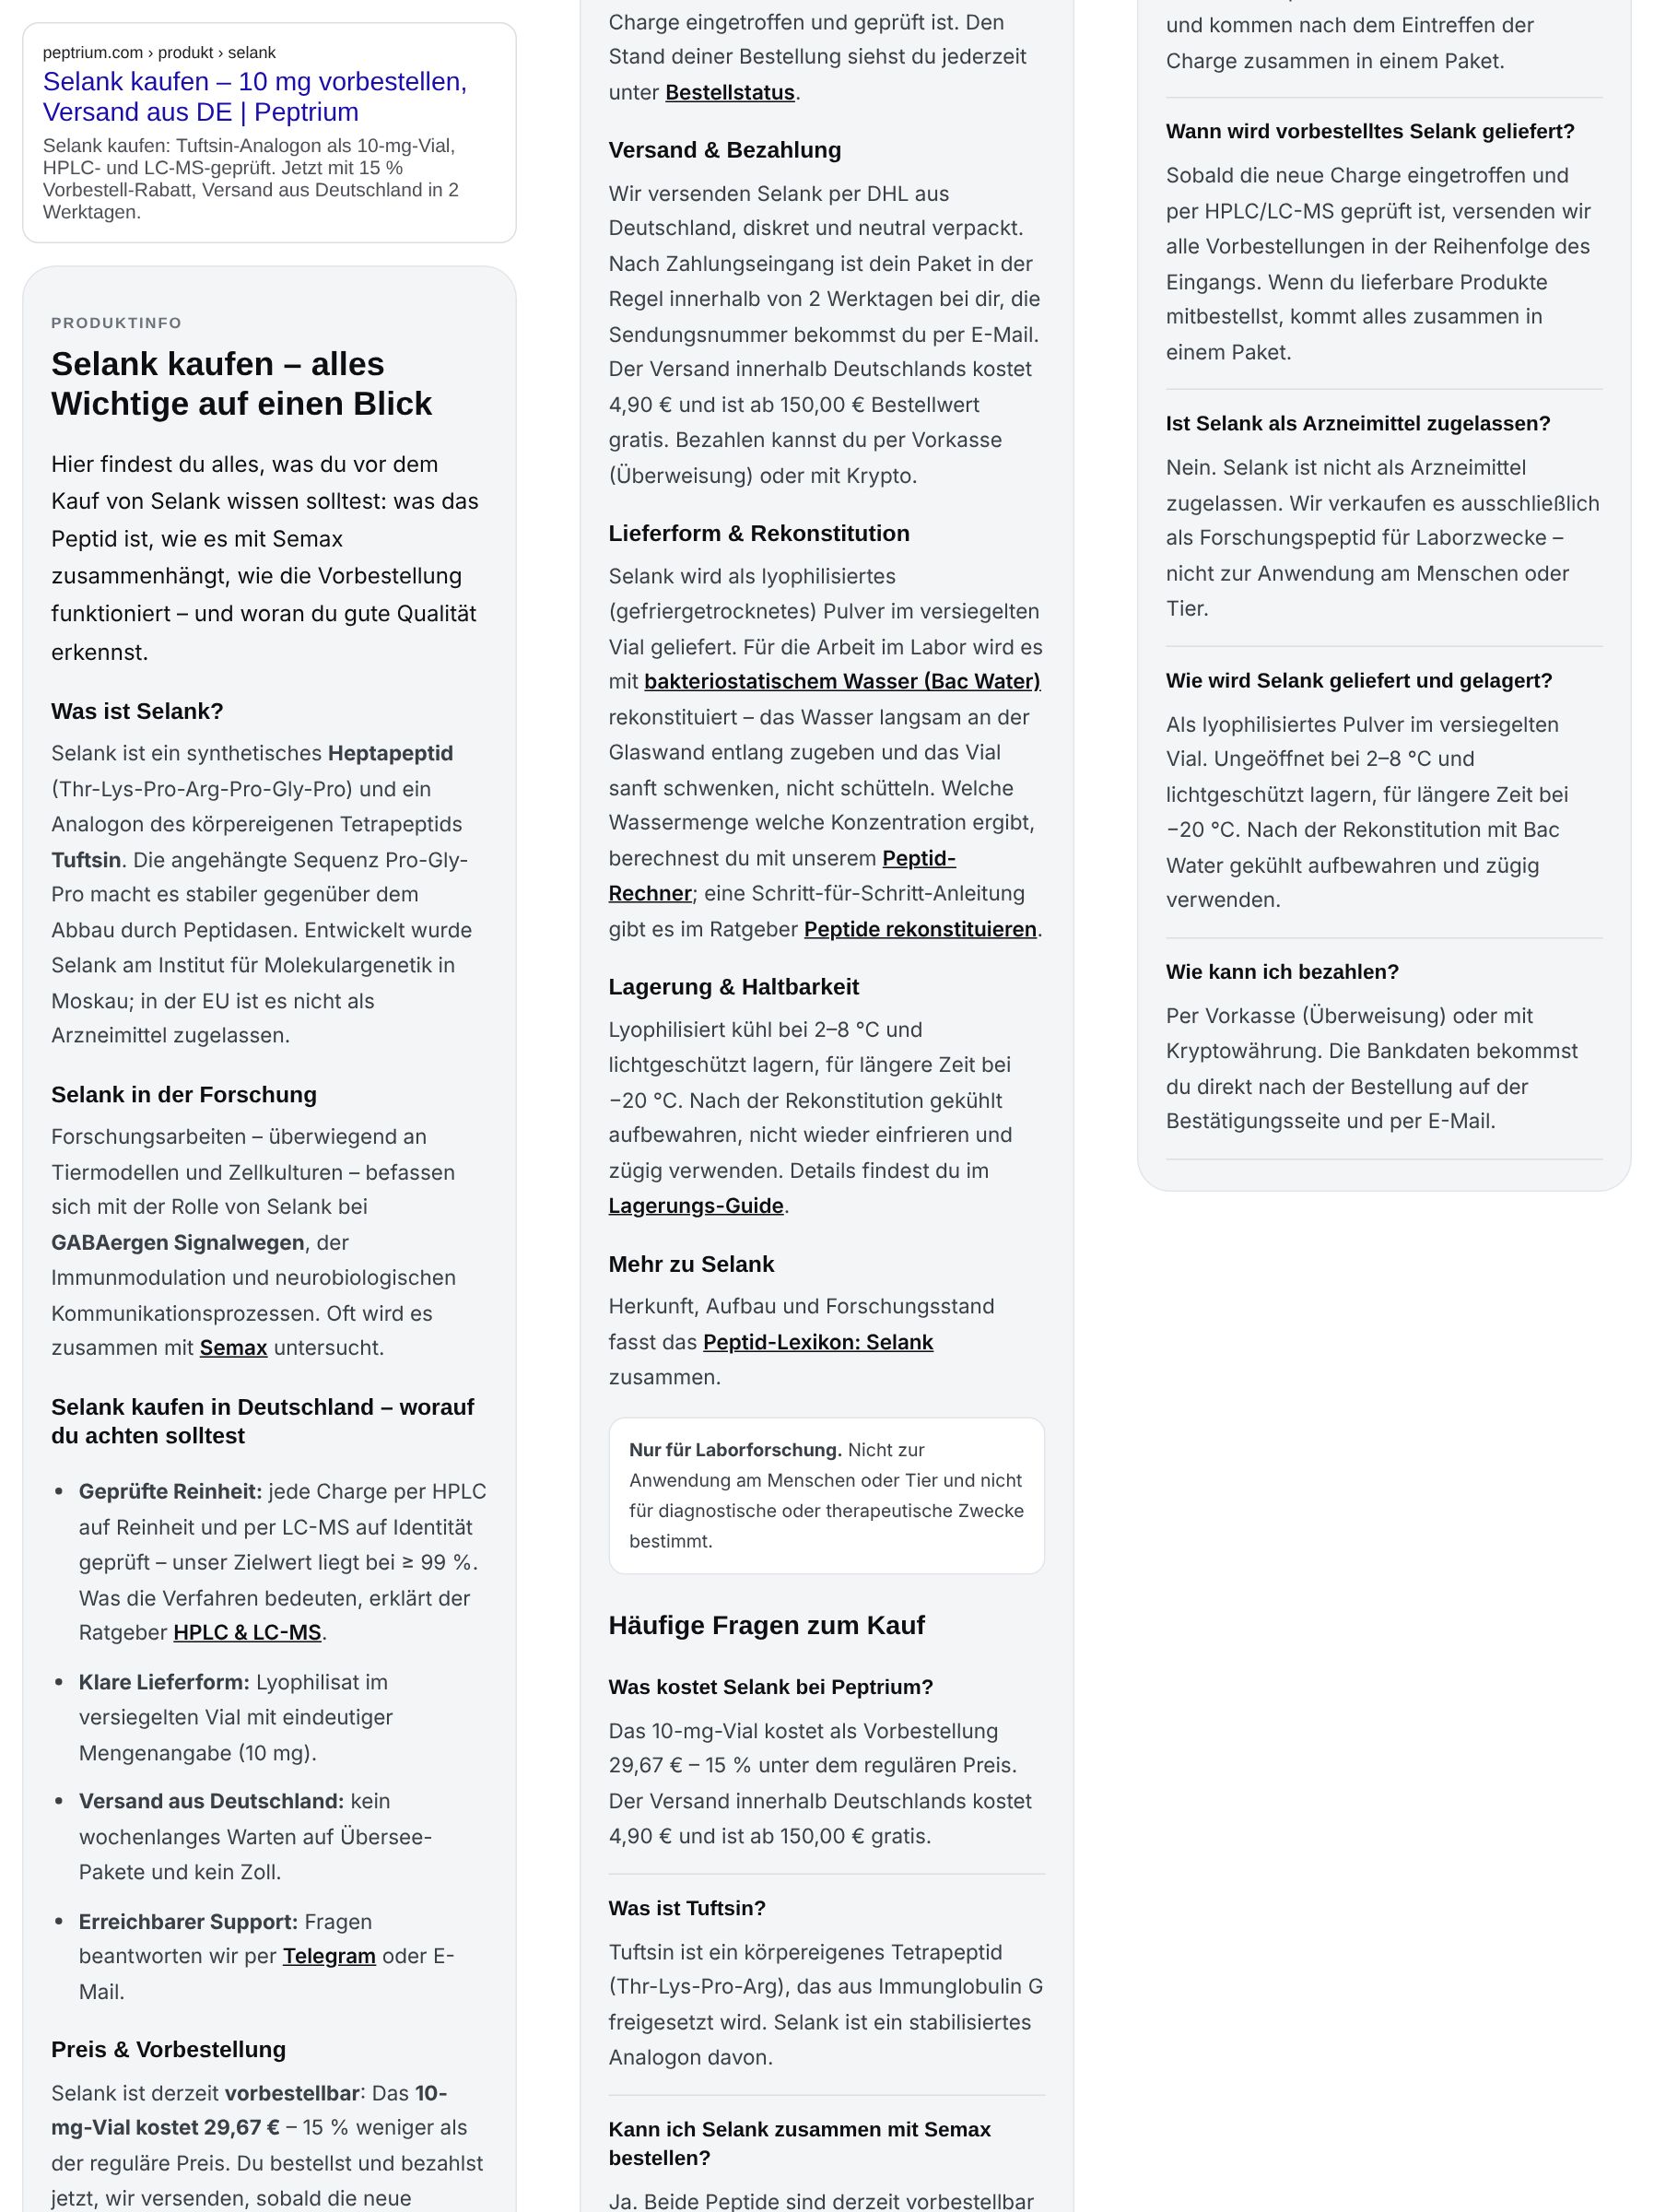 peptrium.com › produkt › selank
Selank kaufen – 10 mg vorbestellen,
Versand aus DE | Peptrium
Selank kaufen: Tuftsin-Analogon als 10-mg-Vial,
HPLC- und LC-MS-geprüft. Jetzt mit 15 %
Vorbestell-Rabatt, Versand aus Deutschland in 2
Werktagen.
PRODUKTINFO
Selank kaufen – alles
Wichtige auf einen Blick
Hier findest du alles, was du vor dem
Kauf von Selank wissen solltest: was das
Peptid ist, wie es mit Semax
zusammenhängt, wie die Vorbestellung
funktioniert – und woran du gute Qualität
erkennst.
Was ist Selank?
Selank ist ein synthetisches Heptapeptid
(Thr-Lys-Pro-Arg-Pro-Gly-Pro) und ein
Analogon des körpereigenen Tetrapeptids
Tuftsin. Die angehängte Sequenz Pro-Gly-
Pro macht es stabiler gegenüber dem
Abbau durch Peptidasen. Entwickelt wurde
Selank am Institut für Molekulargenetik in
Moskau; in der EU ist es nicht als
Arzneimittel zugelassen.
Selank in der Forschung
Forschungsarbeiten – überwiegend an
Tiermodellen und Zellkulturen – befassen
sich mit der Rolle von Selank bei
GABAergen Signalwegen, der
Immunmodulation und neurobiologischen
Kommunikationsprozessen. Oft wird es
zusammen mit Semax untersucht.
Selank kaufen in Deutschland – worauf
du achten solltest
• Geprüfte Reinheit: jede Charge per HPLC
auf Reinheit und per LC-MS auf Identität
geprüft – unser Zielwert liegt bei ≥ 99 %.
Was die Verfahren bedeuten, erklärt der
Ratgeber HPLC & LC-MS.
• Klare Lieferform: Lyophilisat im
versiegelten Vial mit eindeutiger
Mengenangabe (10 mg).
• Versand aus Deutschland: kein
wochenlanges Warten auf Übersee-
Pakete und kein Zoll.
• Erreichbarer Support: Fragen
beantworten wir per Telegram oder E-
Mail.
Preis & Vorbestellung
Selank ist derzeit vorbestellbar: Das 10-
mg-Vial kostet 29,67 € – 15 % weniger als
der reguläre Preis. Du bestellst und bezahlst
jetzt, wir versenden, sobald die neue
Charge eingetroffen und geprüft ist. Den
Stand deiner Bestellung siehst du jederzeit
unter Bestellstatus.
Versand & Bezahlung
Wir versenden Selank per DHL aus
Deutschland, diskret und neutral verpackt.
Nach Zahlungseingang ist dein Paket in der
Regel innerhalb von 2 Werktagen bei dir, die
Sendungsnummer bekommst du per E-Mail.
Der Versand innerhalb Deutschlands kostet
4,90 € und ist ab 150,00 € Bestellwert
gratis. Bezahlen kannst du per Vorkasse
(Überweisung) oder mit Krypto.
Lieferform & Rekonstitution
Selank wird als lyophilisiertes
(gefriergetrocknetes) Pulver im versiegelten
Vial geliefert. Für die Arbeit im Labor wird es
mit bakteriostatischem Wasser (Bac Water)
rekonstituiert – das Wasser langsam an der
Glaswand entlang zugeben und das Vial
sanft schwenken, nicht schütteln. Welche
Wassermenge welche Konzentration ergibt,
berechnest du mit unserem Peptid-
Rechner; eine Schritt-für-Schritt-Anleitung
gibt es im Ratgeber Peptide rekonstituieren.
Lagerung & Haltbarkeit
Lyophilisiert kühl bei 2–8 °C und
lichtgeschützt lagern, für längere Zeit bei
−20 °C. Nach der Rekonstitution gekühlt
aufbewahren, nicht wieder einfrieren und
zügig verwenden. Details findest du im
Lagerungs-Guide.
Mehr zu Selank
Herkunft, Aufbau und Forschungsstand
fasst das Peptid-Lexikon: Selank
zusammen.
Nur für Laborforschung. Nicht zur
Anwendung am Menschen oder Tier und nicht
für diagnostische oder therapeutische Zwecke
bestimmt.
Häufige Fragen zum Kauf
Was kostet Selank bei Peptrium?
Das 10-mg-Vial kostet als Vorbestellung
29,67 € – 15 % unter dem regulären Preis.
Der Versand innerhalb Deutschlands kostet
4,90 € und ist ab 150,00 € gratis.
Was ist Tuftsin?
Tuftsin ist ein körpereigenes Tetrapeptid
(Thr-Lys-Pro-Arg), das aus Immunglobulin G
freigesetzt wird. Selank ist ein stabilisiertes
Analogon davon.
Kann ich Selank zusammen mit Semax
bestellen?
Ja. Beide Peptide sind derzeit vorbestellbar
und kommen nach dem Eintreffen der
Charge zusammen in einem Paket.
Wann wird vorbestelltes Selank geliefert?
Sobald die neue Charge eingetroffen und
per HPLC/LC-MS geprüft ist, versenden wir
alle Vorbestellungen in der Reihenfolge des
Eingangs. Wenn du lieferbare Produkte
mitbestellst, kommt alles zusammen in
einem Paket.
Ist Selank als Arzneimittel zugelassen?
Nein. Selank ist nicht als Arzneimittel
zugelassen. Wir verkaufen es ausschließlich
als Forschungspeptid für Laborzwecke –
nicht zur Anwendung am Menschen oder
Tier.
Wie wird Selank geliefert und gelagert?
Als lyophilisiertes Pulver im versiegelten
Vial. Ungeöffnet bei 2–8 °C und
lichtgeschützt lagern, für längere Zeit bei
−20 °C. Nach der Rekonstitution mit Bac
Water gekühlt aufbewahren und zügig
verwenden.
Wie kann ich bezahlen?
Per Vorkasse (Überweisung) oder mit
Kryptowährung. Die Bankdaten bekommst
du direkt nach der Bestellung auf der
Bestätigungsseite und per E-Mail.